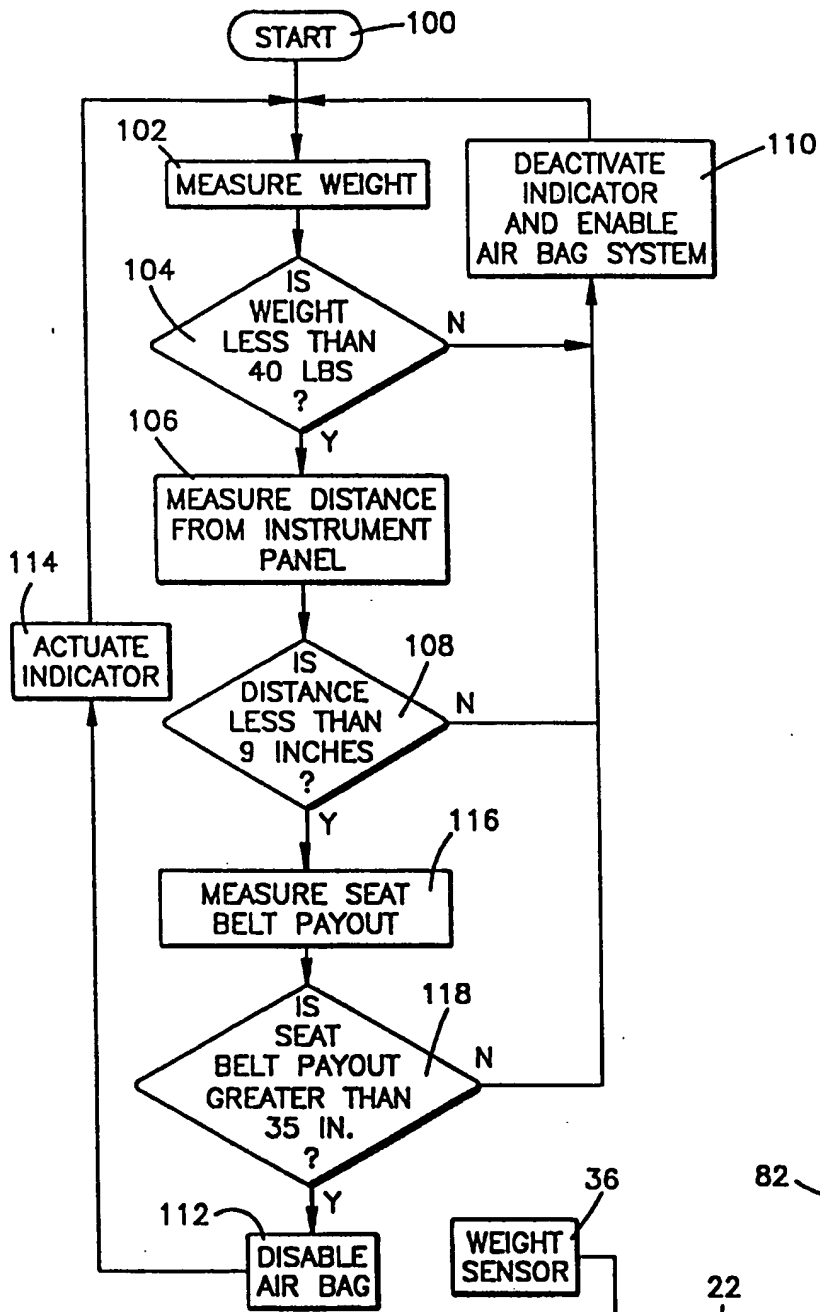 START
100
102
MEASURE WEIGHT
DEACTIVATE
INDICATOR
AND ENABLE
AIR BAG SYSTEM
110
104
IS
WEIGHT
LESS THAN
40 LBS
?
N
Y
106
MEASURE DISTANCE
FROM INSTRUMENT
PANEL
114
ACTUATE
INDICATOR
108
IS
DISTANCE
LESS THAN
9 INCHES
?
N
Y
116
MEASURE SEAT
BELT PAYOUT
118
IS
SEAT
BELT PAYOUT
GREATER THAN
35 IN.
?
N
Y
112
DISABLE
AIR BAG
36
WEIGHT
SENSOR
82
22